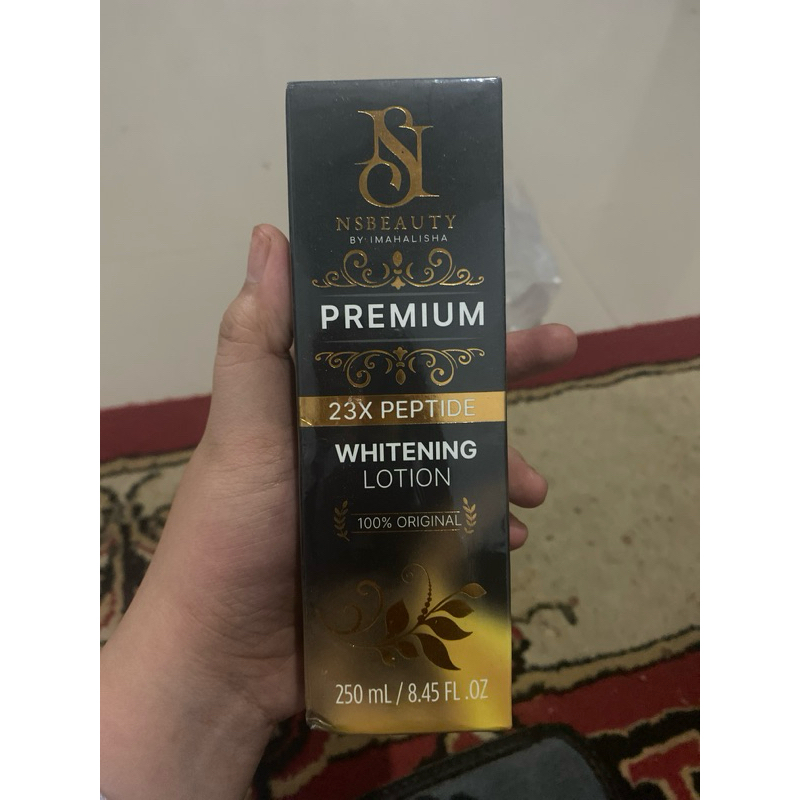 NS
NSBEAUTY
BY IMAHALISHA
PREMIUM
23X PEPTIDE
WHITENING
LOTION
100% ORIGINAL
250 mL / 8.45 FL .OZ